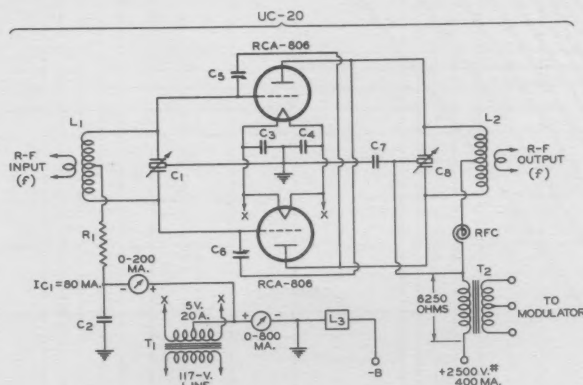 UC-20
RCA-806
C5
L1
L2
C3 C4
C7
R-F INPUT (f)
C1
C8
R-F OUTPUT (f)
X X
R1
C6
RFC
0-200 MA.
IC1=80 MA.
- +
RCA-806
T2
X 5V. 20A. X
6250 OHMS
TO MODULATOR
C2
+ -
0-800 MA.
L3
T1
117-V. LINE
-B
+2500 V.#
400 MA.